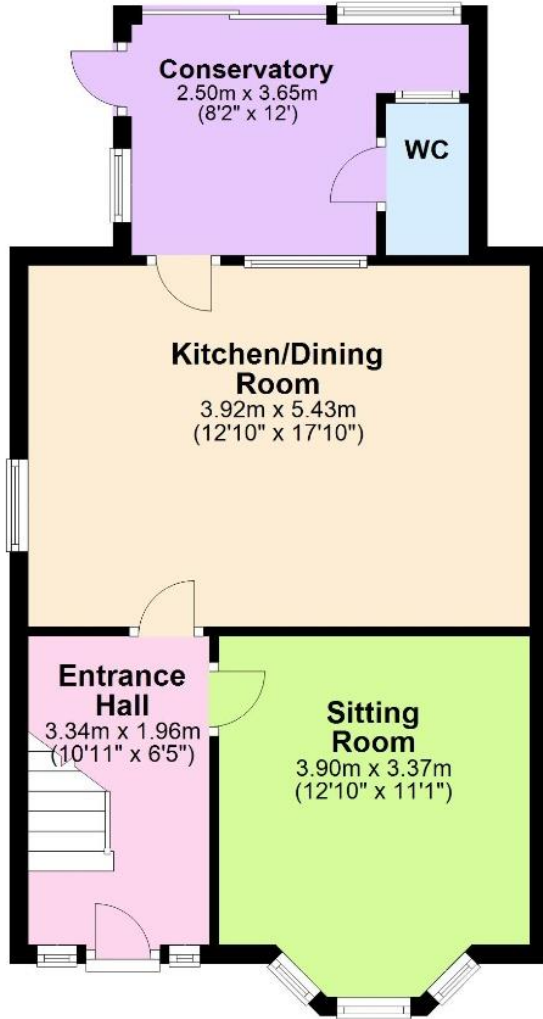 Conservatory
2.50m x 3.65m
(8'2" x 12')
WC
Kitchen/Dining
Room
3.92m x 5.43m
(12'10" x 17'10")
Entrance
Hall
3.34m x 1.96m
(10'11" x 6'5")
Sitting
Room
3.90m x 3.37m
(12'10" x 11'1")